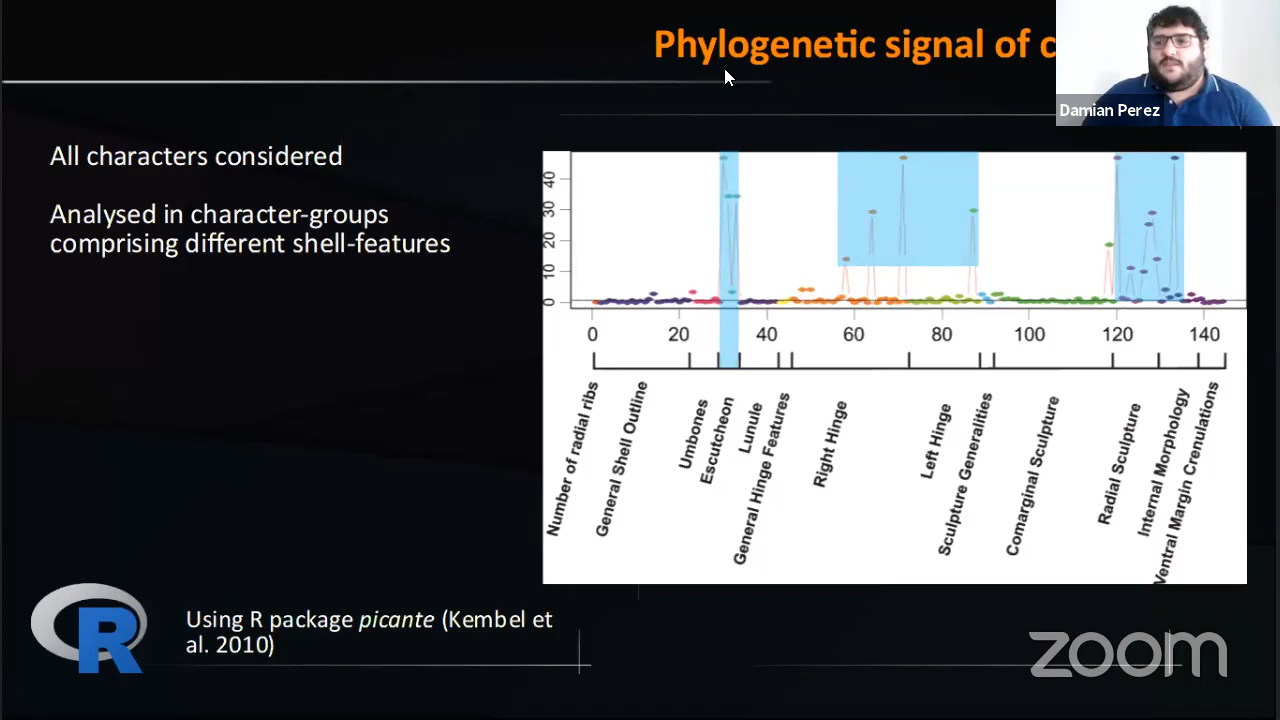 Phylogenetic signal of c
Damian Perez
All characters considered
Analysed in character-groups
comprising different shell-features
40
30
20
10
0
0 20 40 60 80 100 120 140
Number of radial ribs
General Shell Outline
Umbones
Escutcheon
Lunule
General Hinge Features
Right Hinge
Left Hinge
Sculpture Generalities
Comarginal Sculpture
Radial Sculpture
Internal Morphology
Ventral Margin Crenulations
R
Using R package picante (Kembel et
al. 2010)
zoom